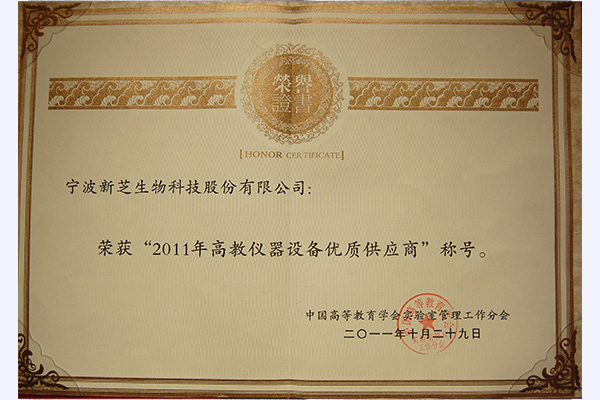 榮譽
證書
[HONOR CERTIFICATE]
宁波新芝生物科技股份有限公司：
荣获“2011年高教仪器设备优质供应商”称号。
中国高等教育学会实验室管理工作分会
二〇一一年十月二十九日